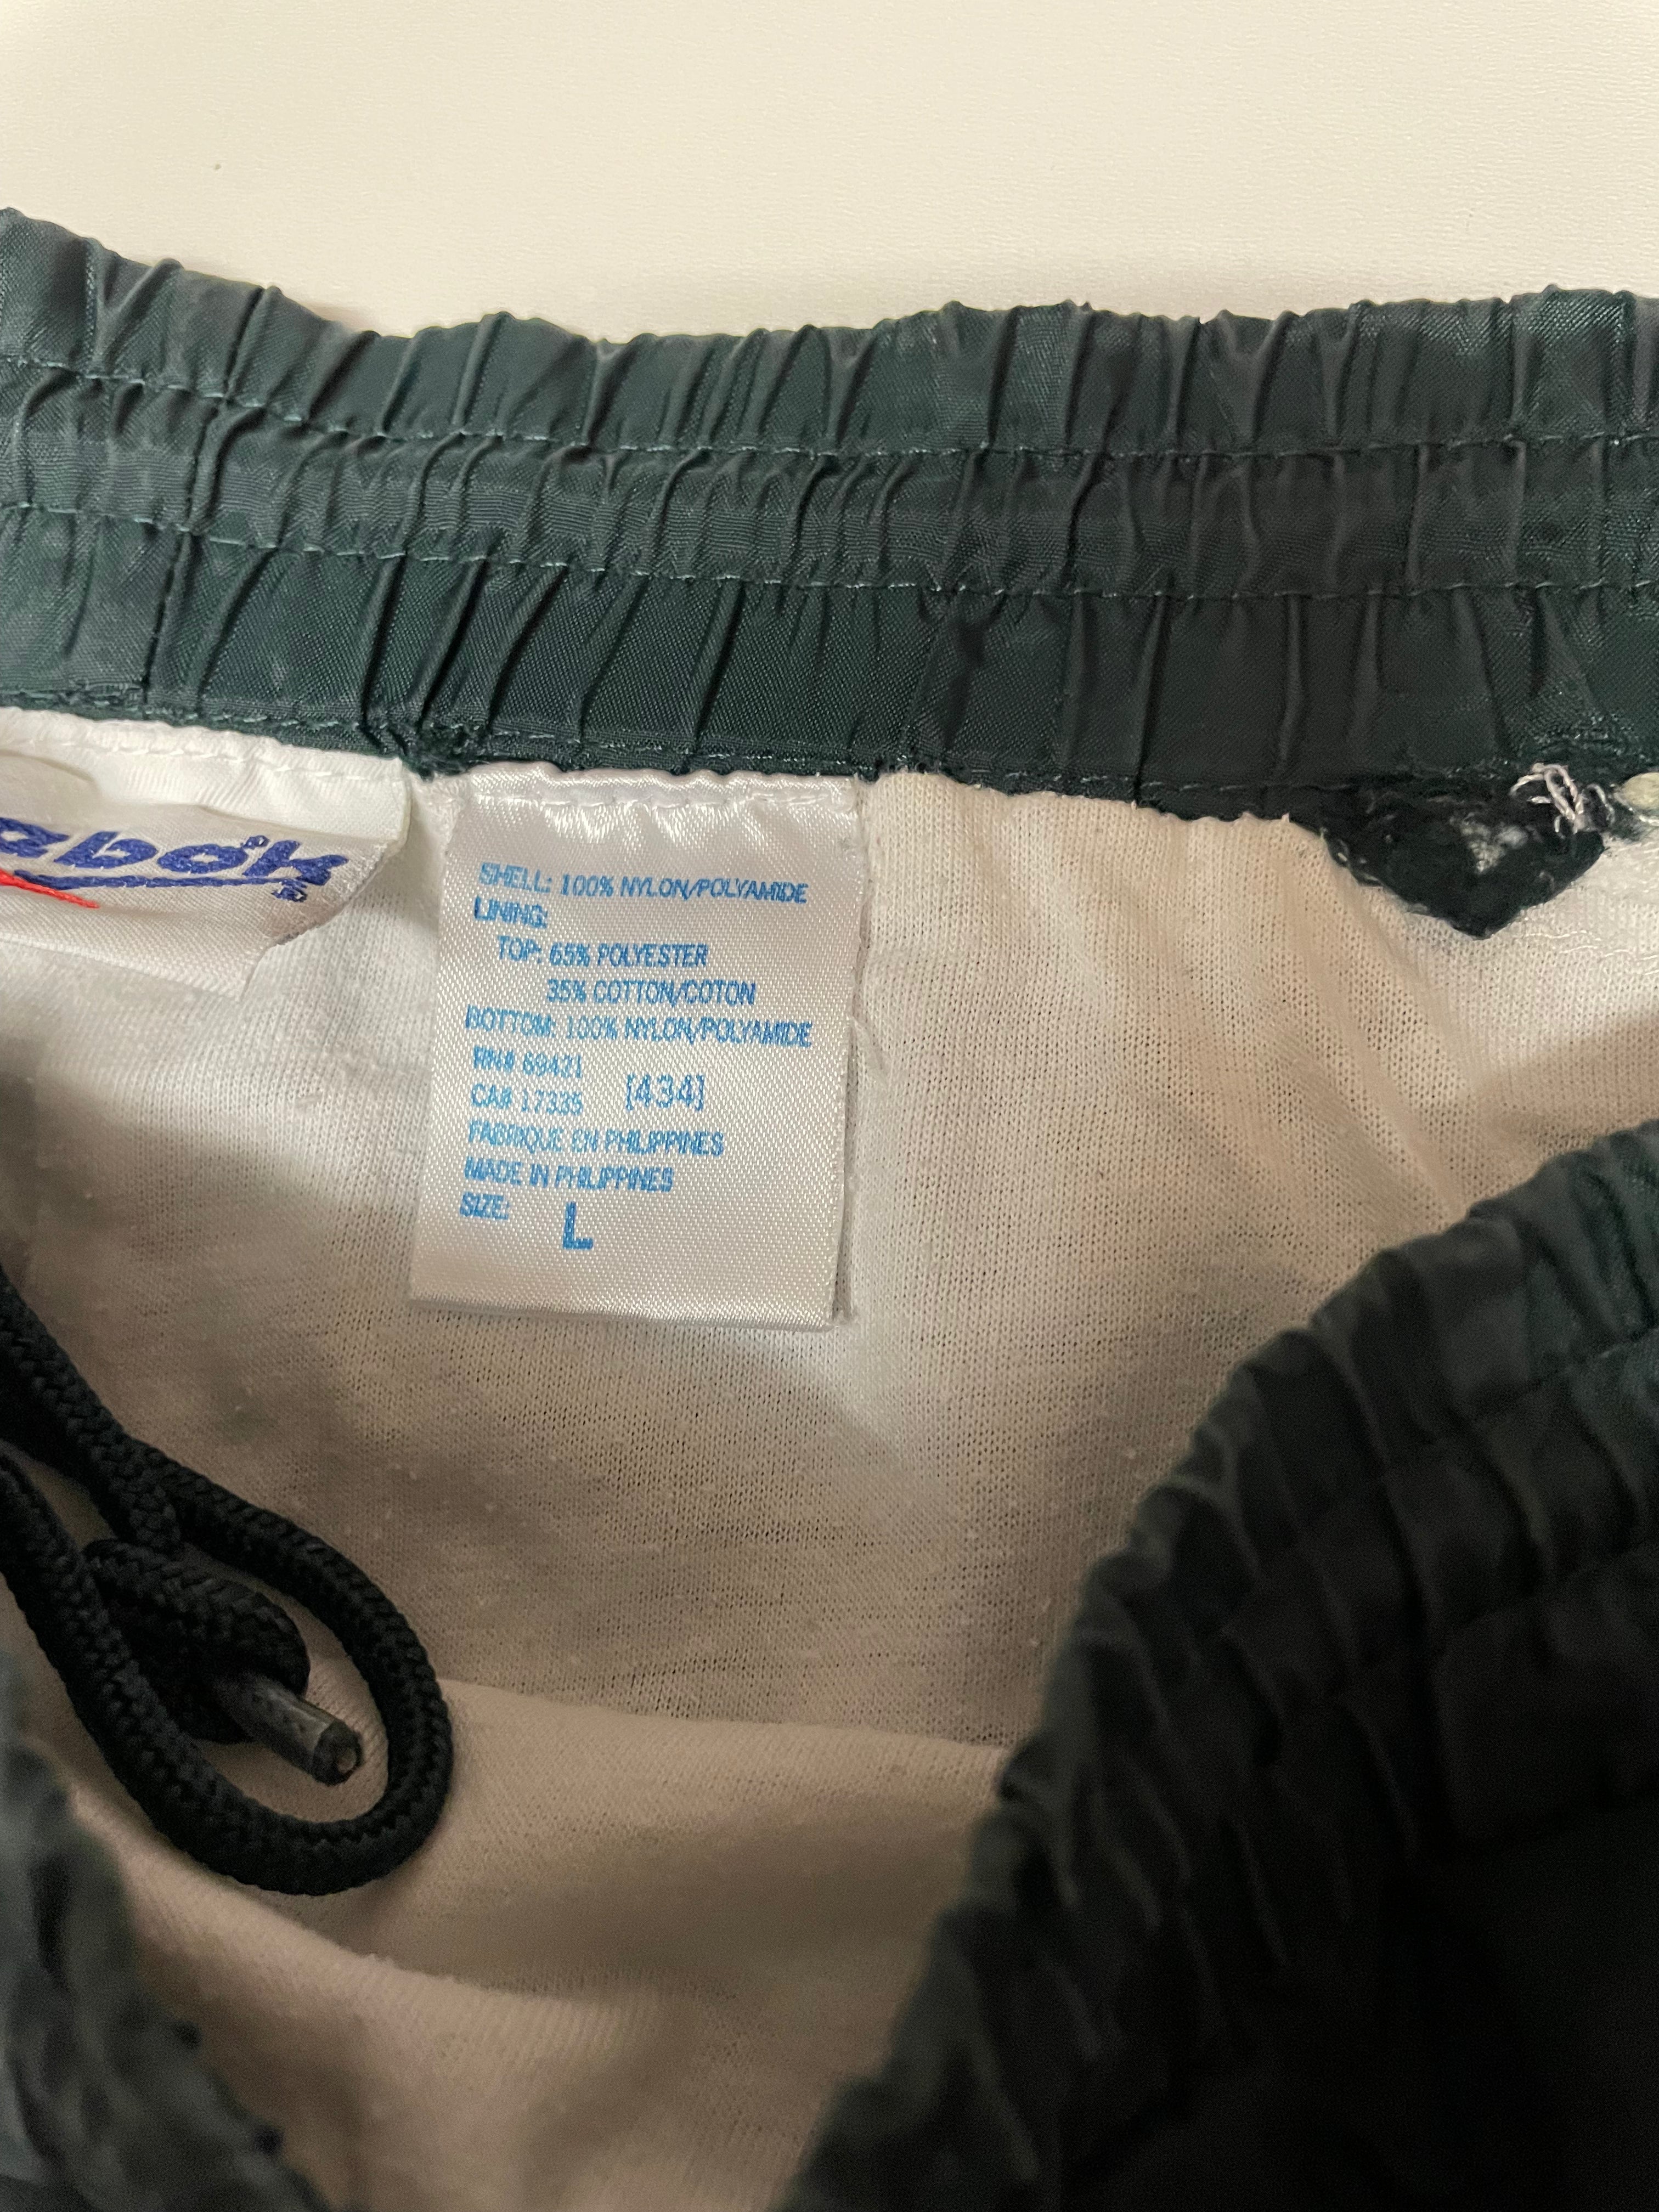 SHELL: 100% NYLON/POLYAMIDE
LINING:
TOP: 65% POLYESTER
35% COTTON/COTON
BOTTOM: 100% NYLON/POLYAMIDE
RN# 69421
CA# 17335 [434]
FABRIQUE EN PHILIPPINES
MADE IN PHILIPPINES
SIZE: L